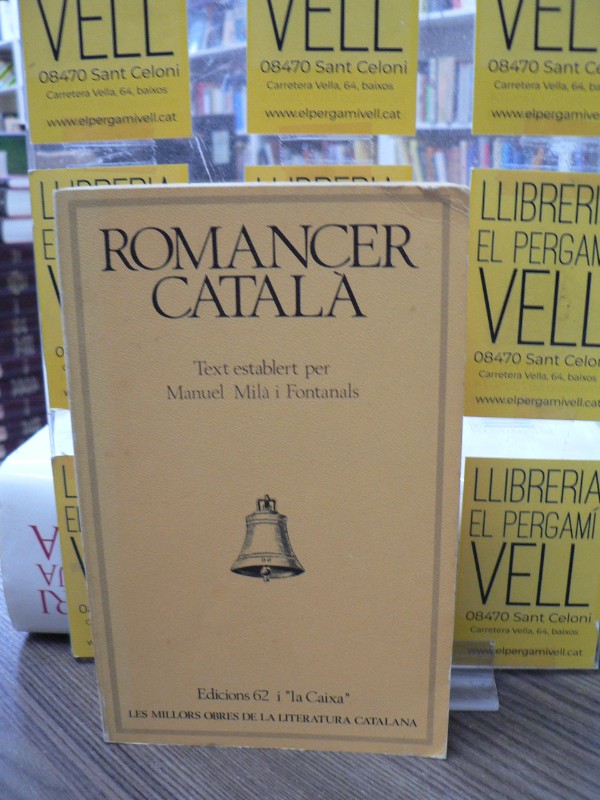 VELL
08470 Sant Celoni
Carretera Vella, 64, baixos
www.elpergamivell.cat
VELL
08470 Sant Celoni
Carretera Vella, 64, baixos
www.elpergamivell.cat
VELL
08470 Sant Ce
Carretera Vella, 64, b
www.elpergamivell
LLIBRERIA
LLIBRERIA
ROMANCER
CATALÀ
Text establert per
Manuel Milà i Fontanals
Edicions 62 i "la Caixa"
LES MILLORS OBRES DE LA LITERATURA CATALANA
LLIBRERIA
EL PERGAM
VELL
08470 Sant Celoni
Carretera Vella, 64, baixos
www.elpergamivell.cat
LLIBRERIA
EL PERGAMÍ
VELL
08470 Sant Celoni
Carretera Vella, 64, baixos
www.elpergamivell.cat